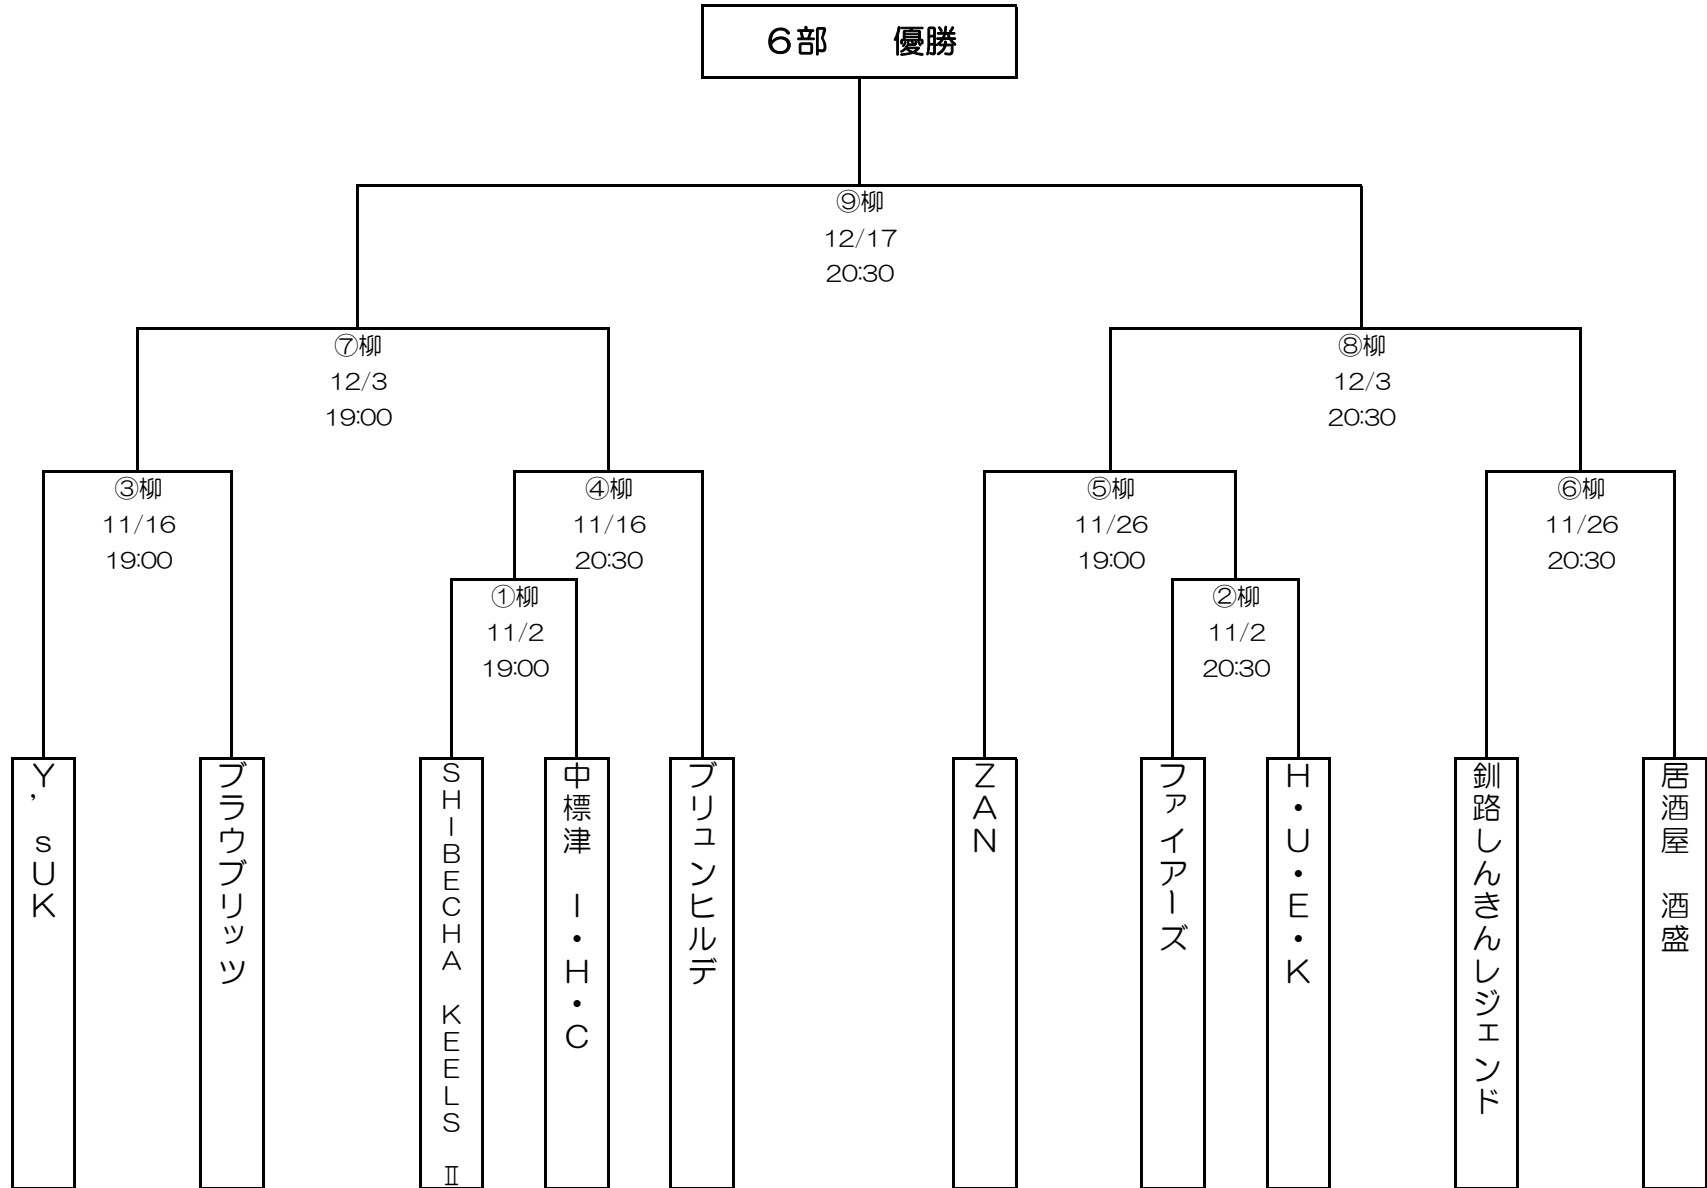 ６部　　優勝
⑨柳
12/17
20:30
⑦柳
12/3
19:00
⑧柳
12/3
20:30
③柳
11/16
19:00
④柳
11/16
20:30
⑤柳
11/26
19:00
⑥柳
11/26
20:30
①柳
11/2
19:00
②柳
11/2
20:30
Y’sUK
ブラウブリッツ
SHIBECHA　KEELS　Ⅱ
中標津　I・H・C
ブリュンヒルデ
ZAN
ファイアーズ
H・U・E・K
釧路しんきんレジェンド
居酒屋　酒盛